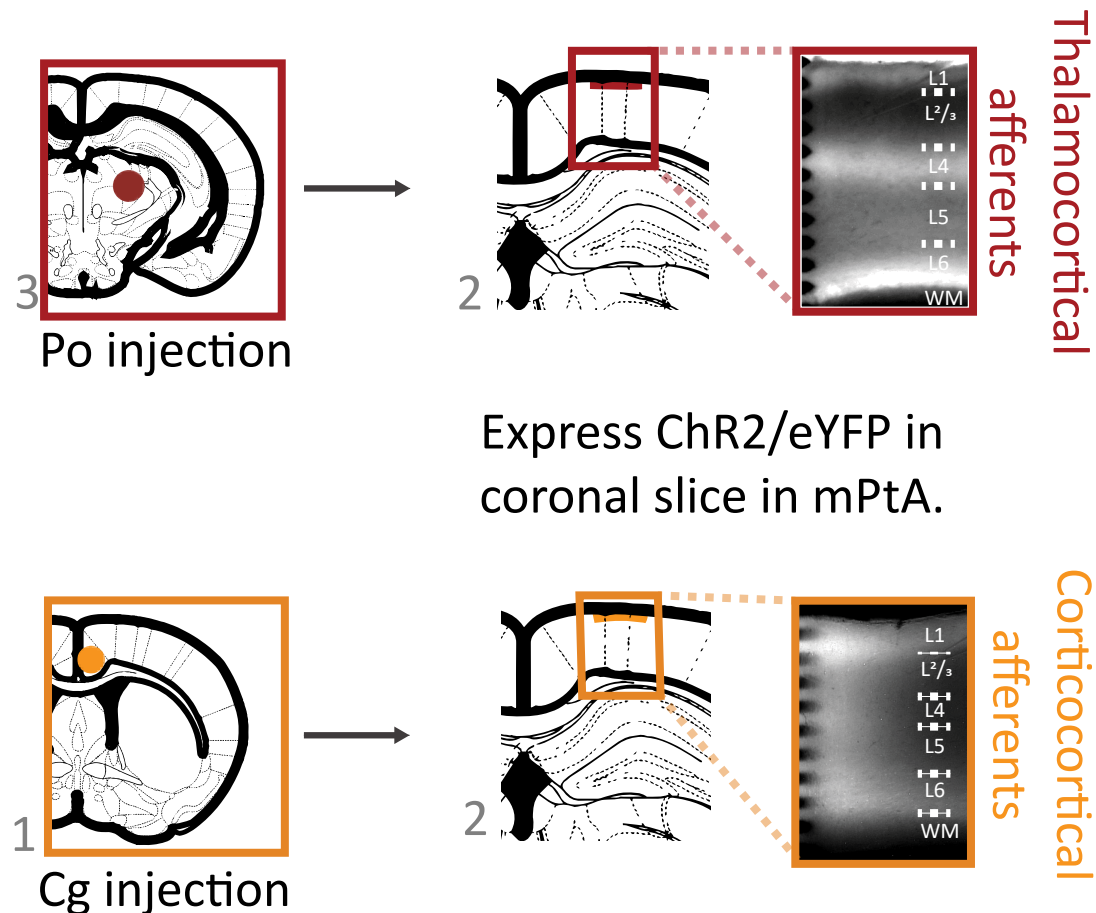 Thalamocortical
afferents
L1
L²/₃
L4
L5
L6
WM
3
2
Po injection
Express ChR2/eYFP in
coronal slice in mPtA.
Corticocortical
afferents
L1
L²/₃
L4
L5
L6
WM
1
2
Cg injection